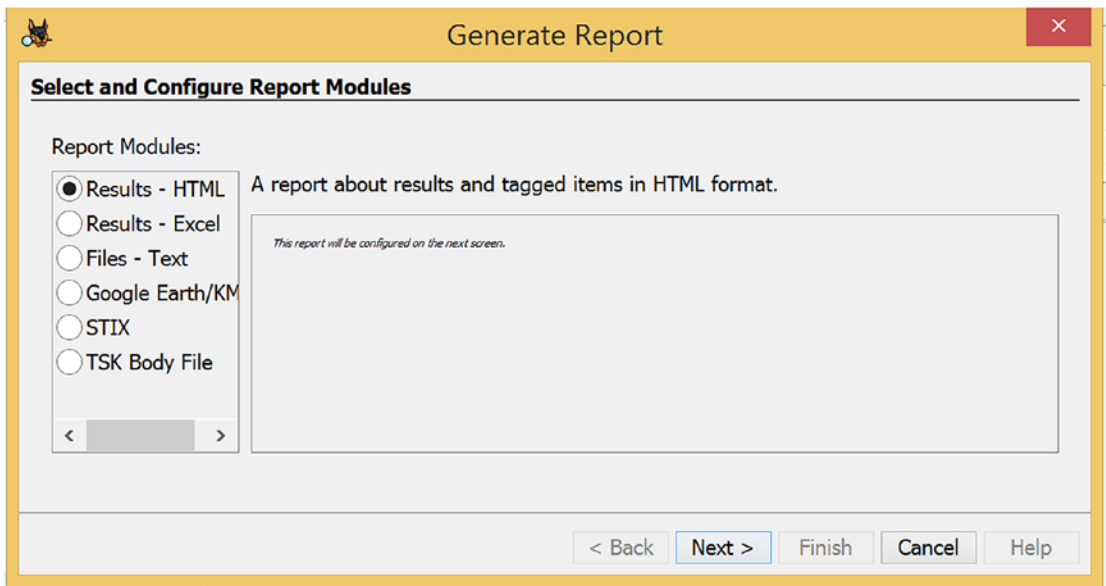 Generate Report
×
Select and Configure Report Modules
Report Modules:
Results - HTML
A report about results and tagged items in HTML format.
Results - Excel
This report will be configured on the next screen.
Files - Text
Google Earth/KM
STIX
TSK Body File
< >
< Back Next > Finish Cancel Help